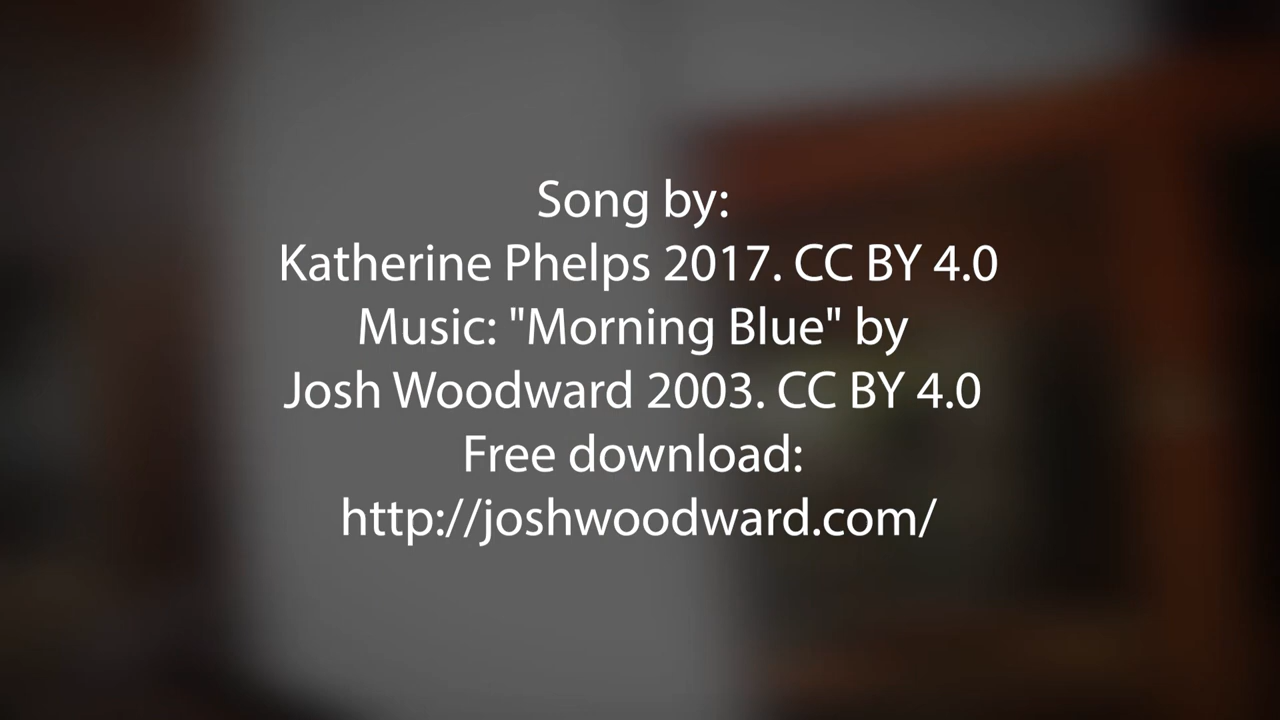 Song by:
Katherine Phelps 2017. CC BY 4.0
Music: "Morning Blue" by
Josh Woodward 2003. CC BY 4.0
Free download:
http://joshwoodward.com/